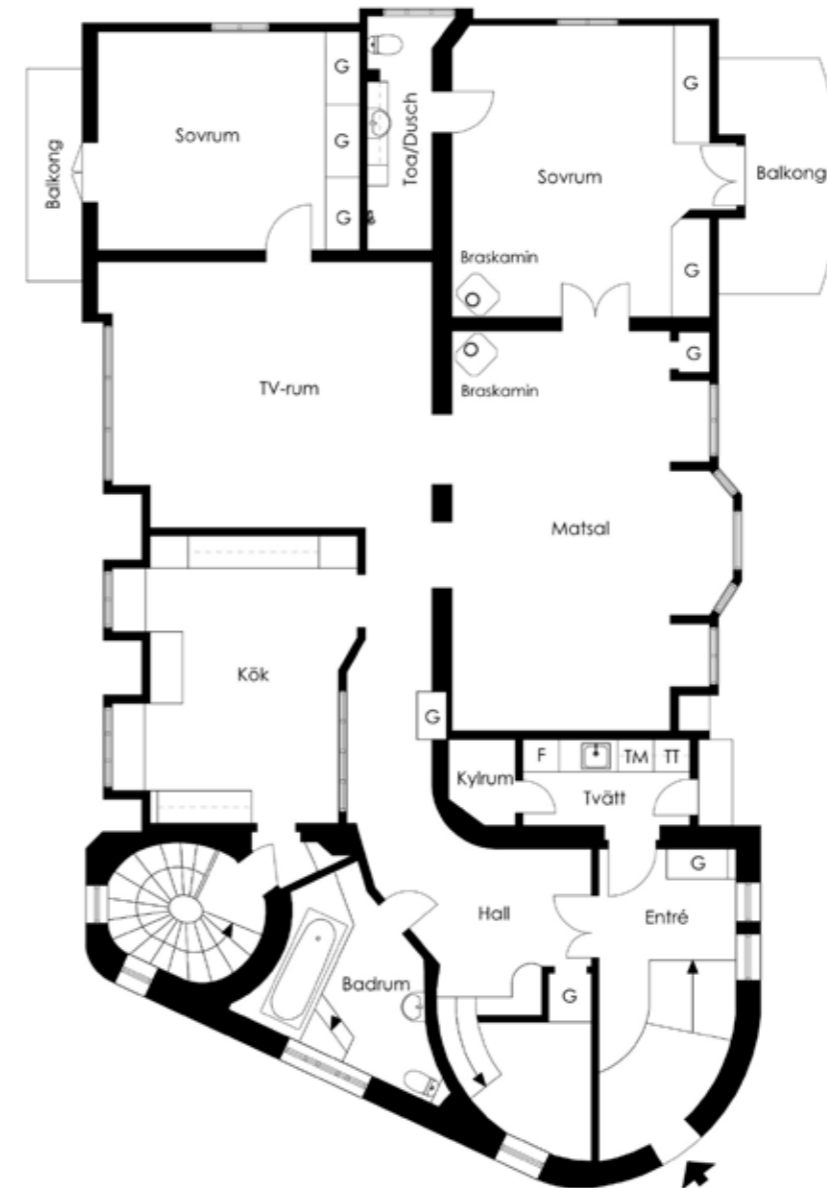 G
G
Sovrum
Toa/Dusch
G
Balkong
Sovrum
Balkong
G
Braskamin
G
G
Braskamin
TV-rum
Matsal
Kök
G
F
TM
TT
Kylrum
Tvätt
G
Hall
Entré
Badrum
G